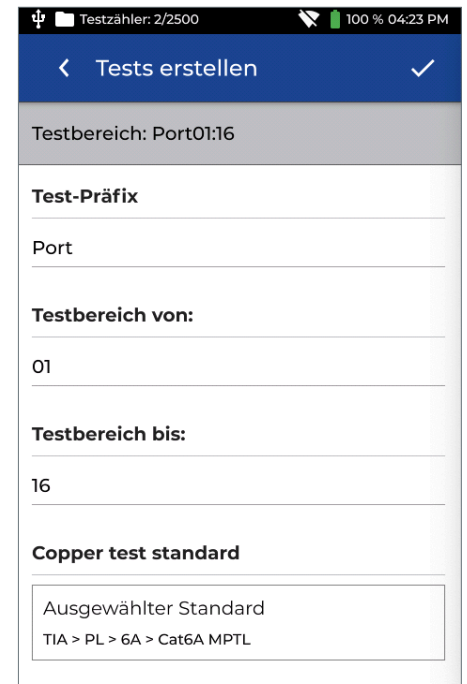 Testzähler: 2/2500 100 % 04:23 PM
Tests erstellen
Testbereich: Port01:16
Test-Präfix
Port
Testbereich von:
01
Testbereich bis:
16
Copper test standard
Ausgewählter Standard
TIA > PL > 6A > Cat6A MPTL